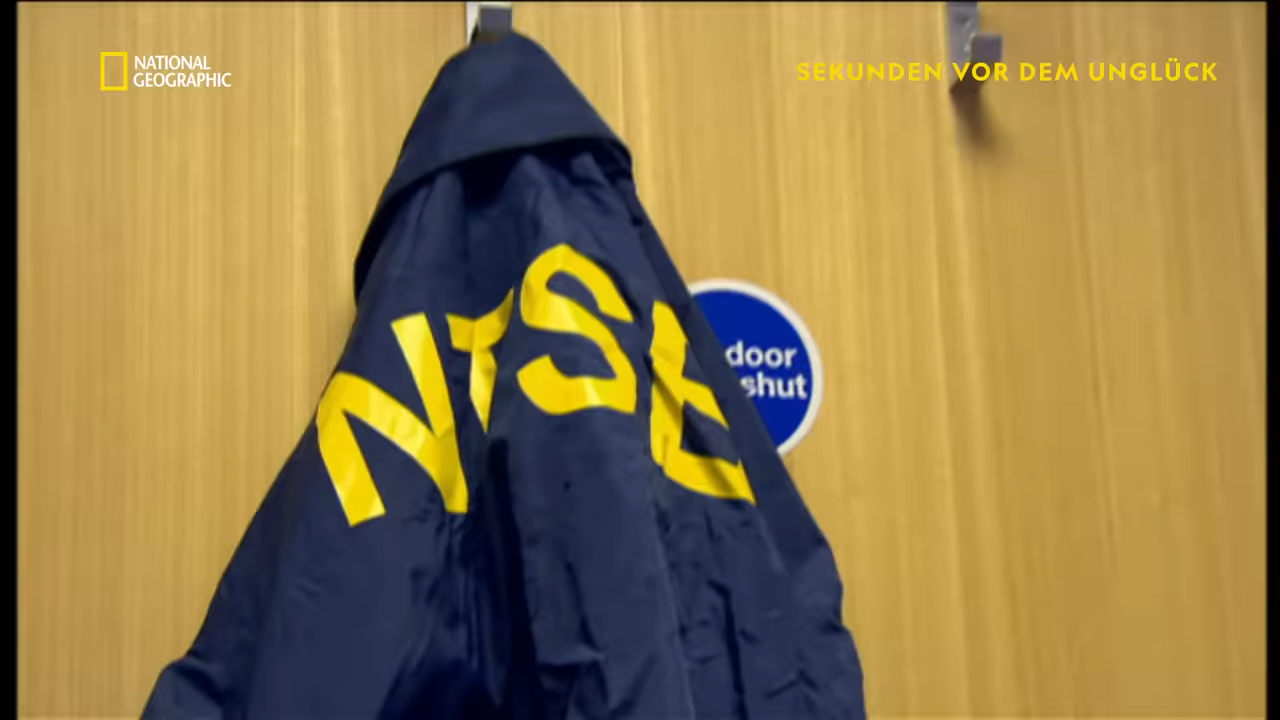 NATIONAL
GEOGRAPHIC
SEKUNDEN VOR DEM UNGLÜCK
NTSB
door
shut